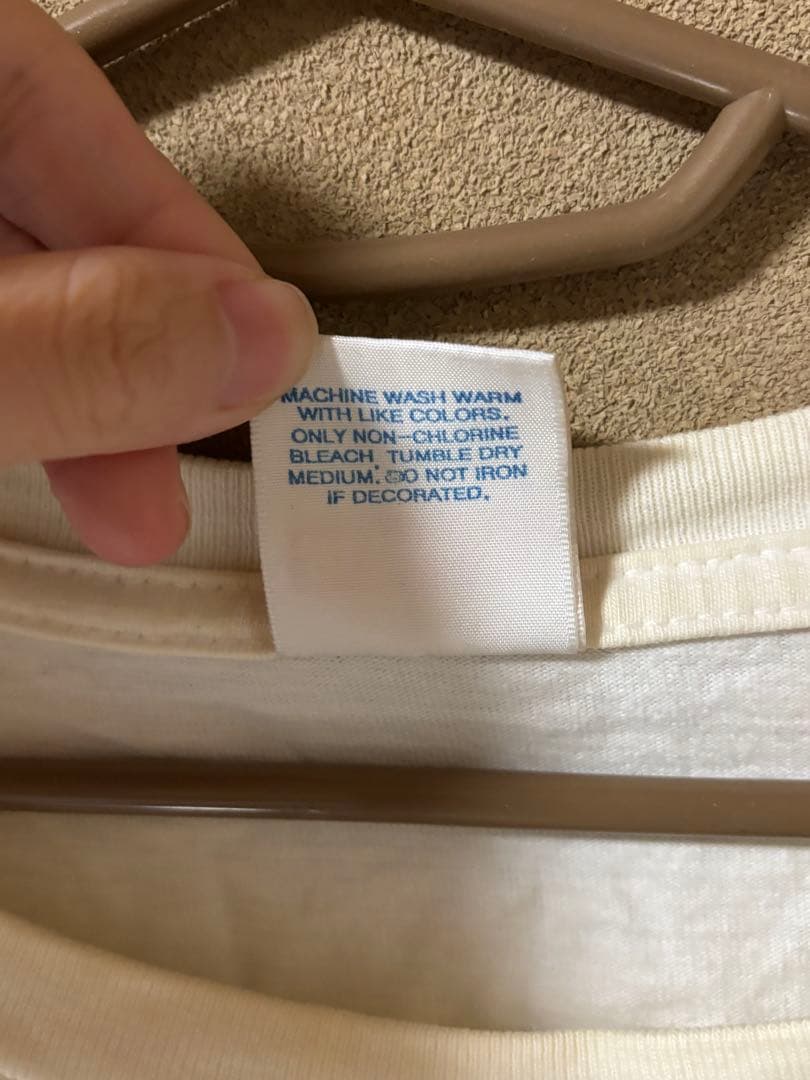 MACHINE WASH WARM
WITH LIKE COLORS.
ONLY NON-CHLORINE
BLEACH TUMBLE DRY
MEDIUM. DO NOT IRON
IF DECORATED.